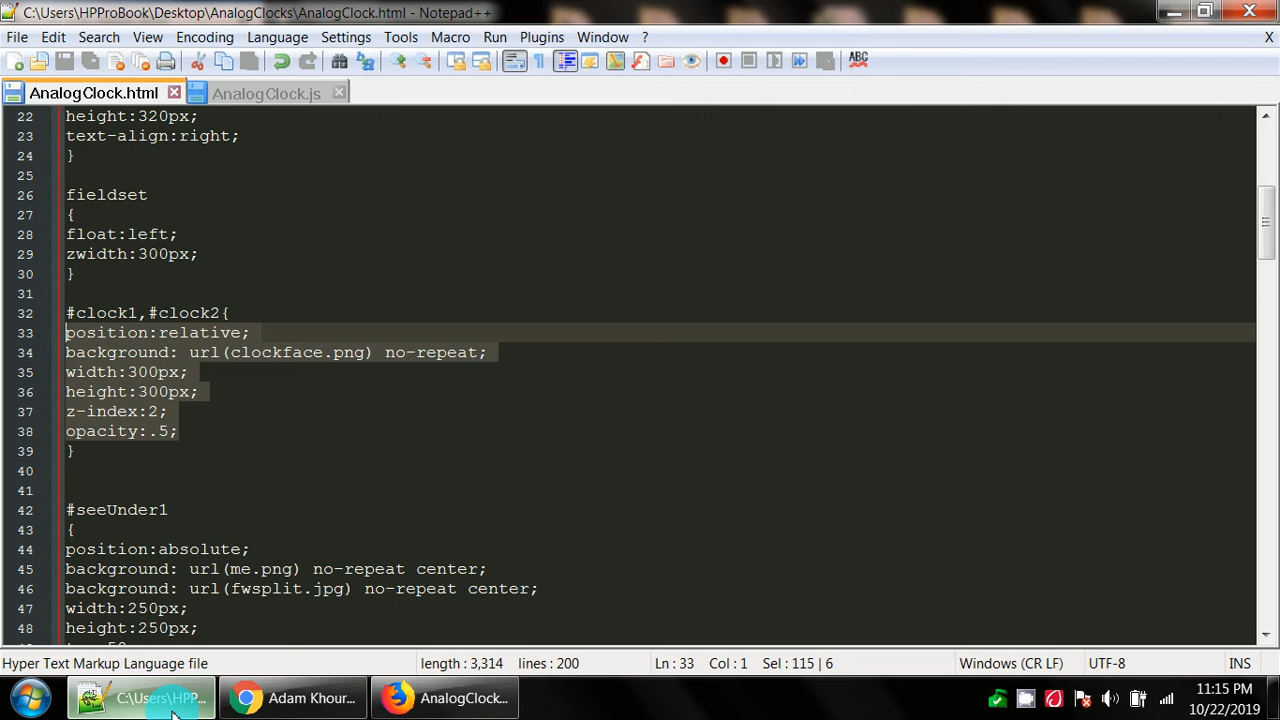 C:\Users\HPProBook\Desktop\AnalogClocks\AnalogClock.html - Notepad++
File Edit Search View Encoding Language Settings Tools Macro Run Plugins Window ? X
ABC
AnalogClock.html AnalogClock.js
22 height:320px;
23 text-align:right;
24 }
25
26 fieldset
27 {
28 float:left;
29 zwidth:300px;
30 }
31
32 #clock1,#clock2{
33 position:relative;
34 background: url(clockface.png) no-repeat;
35 width:300px;
36 height:300px;
37 z-index:2;
38 opacity:.5;
39 }
40
41
42 #seeUnder1
43 {
44 position:absolute;
45 background: url(me.png) no-repeat center;
46 background: url(fwsplit.jpg) no-repeat center;
47 width:250px;
48 height:250px;
Hyper Text Markup Language file length : 3,314 lines : 200 Ln : 33 Col : 1 Sel : 115 | 6 Windows (CR LF) UTF-8 INS
C:\Users\HPP... Adam Khour... AnalogClock... 11:15 PM
10/22/2019